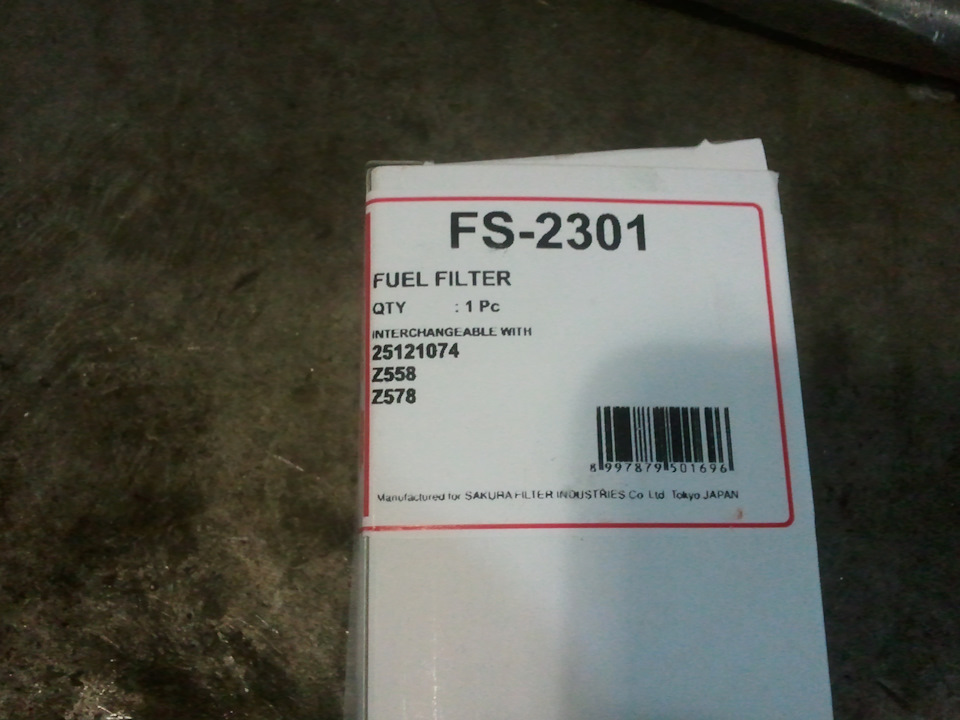 FS-2301
FUEL FILTER
QTY : 1 Pc
INTERCHANGEABLE WITH
25121074
Z558
Z578
8 997879 501696
Manufactured for SAKURA FILTER INDUSTRIES Co Ltd. Tokyo JAPAN